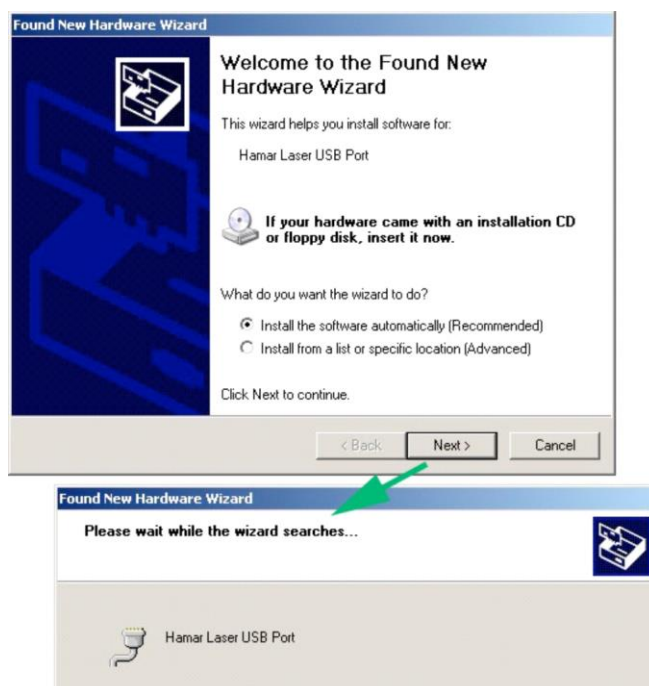 Found New Hardware Wizard
Welcome to the Found New
Hardware Wizard
This wizard helps you install software for:
Hamar Laser USB Port
If your hardware came with an installation CD
or floppy disk, insert it now.
What do you want the wizard to do?
Install the software automatically (Recommended)
Install from a list or specific location (Advanced)
Click Next to continue.
< Back Next > Cancel
Found New Hardware Wizard
Please wait while the wizard searches...
Hamar Laser USB Port